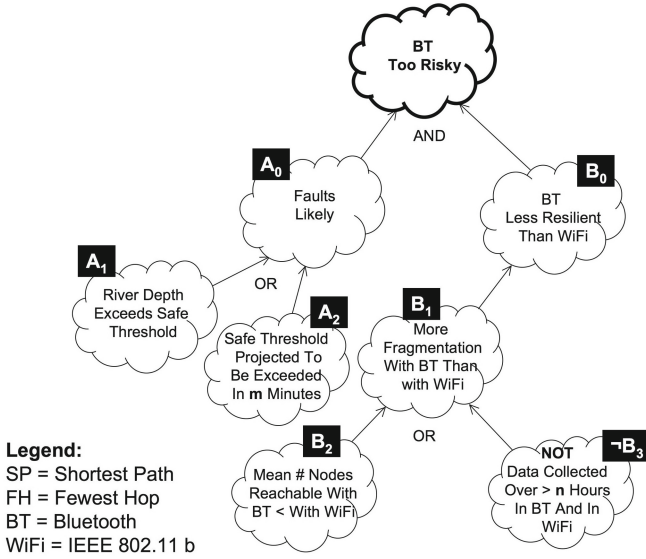 BT
Too Risky
AND
A0
Faults
Likely
B0
BT
Less Resilient
Than WiFi
A1
River Depth
Exceeds Safe
Threshold
OR
A2
Safe Threshold
Projected To
Be Exceeded
In m Minutes
B1
More
Fragmentation
With BT Than
with WiFi
OR
B2
Mean # Nodes
Reachable With
BT < With WiFi
¬B3
NOT
Data Collected
Over > n Hours
In BT And In
WiFi
Legend:
SP = Shortest Path
FH = Fewest Hop
BT = Bluetooth
WiFi = IEEE 802.11 b